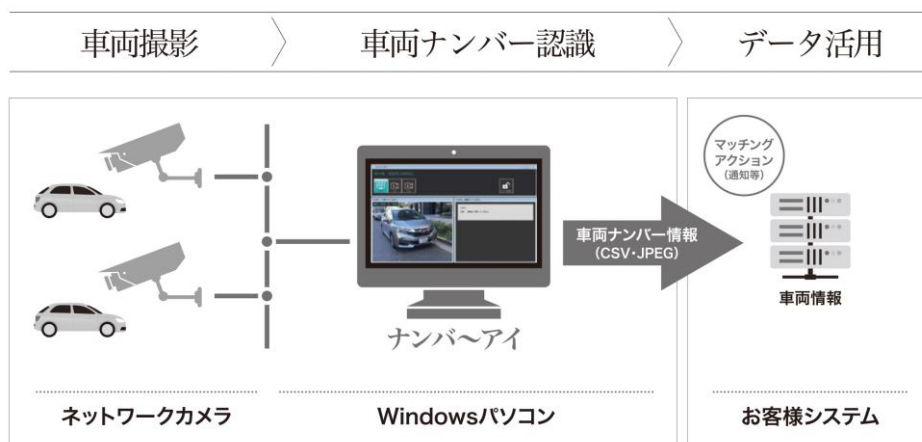 車両撮影
車両ナンバー認識
データ活用
マッチング
アクション
（通知等）
車両ナンバー情報
（CSV・JPEG）
車両情報
ナンバ〜アイ
ネットワークカメラ
Windowsパソコン
お客様システム